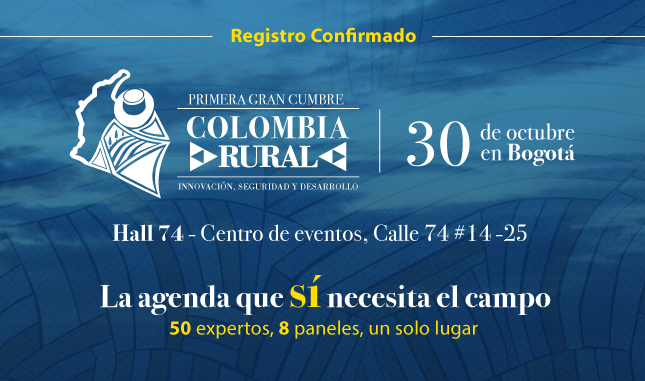 Registro Confirmado
PRIMERA GRAN CUMBRE
COLOMBIA
RURAL
INNOVACIÓN, SEGURIDAD Y DESARROLLO
30 de octubre
en Bogotá
Hall 74 - Centro de eventos, Calle 74 #14 -25
La agenda que sí necesita el campo
50 expertos, 8 paneles, un solo lugar